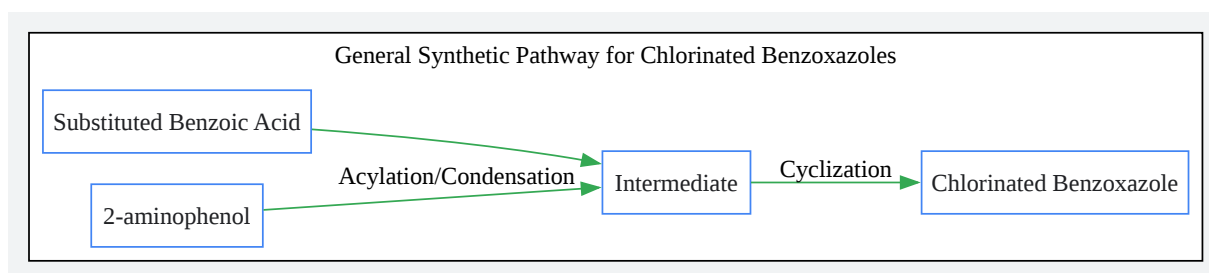 General Synthetic Pathway for Chlorinated Benzoxazoles
Substituted Benzoic Acid
2-aminophenol
Acylation/Condensation
Intermediate
Cyclization
Chlorinated Benzoxazole